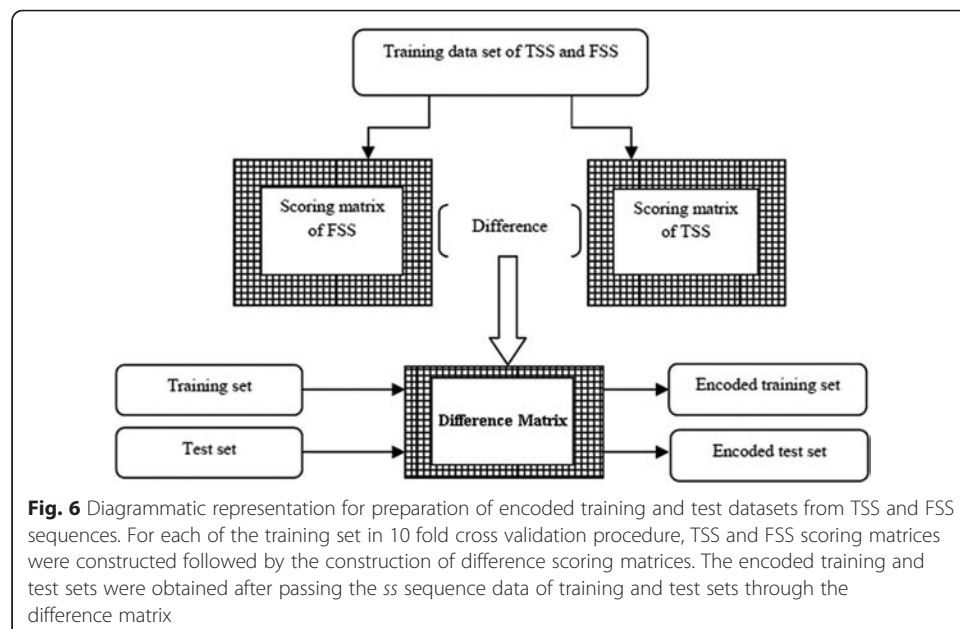 Training data set of TSS and FSS
Scoring matrix
of FSS
Difference
Scoring matrix
of TSS
Training set
Test set
Difference Matrix
Encoded training set
Encoded test set
Fig. 6 Diagrammatic representation for preparation of encoded training and test datasets from TSS and FSS
sequences. For each of the training set in 10 fold cross validation procedure, TSS and FSS scoring matrices
were constructed followed by the construction of difference scoring matrices. The encoded training and
test sets were obtained after passing the ss sequence data of training and test sets through the
difference matrix